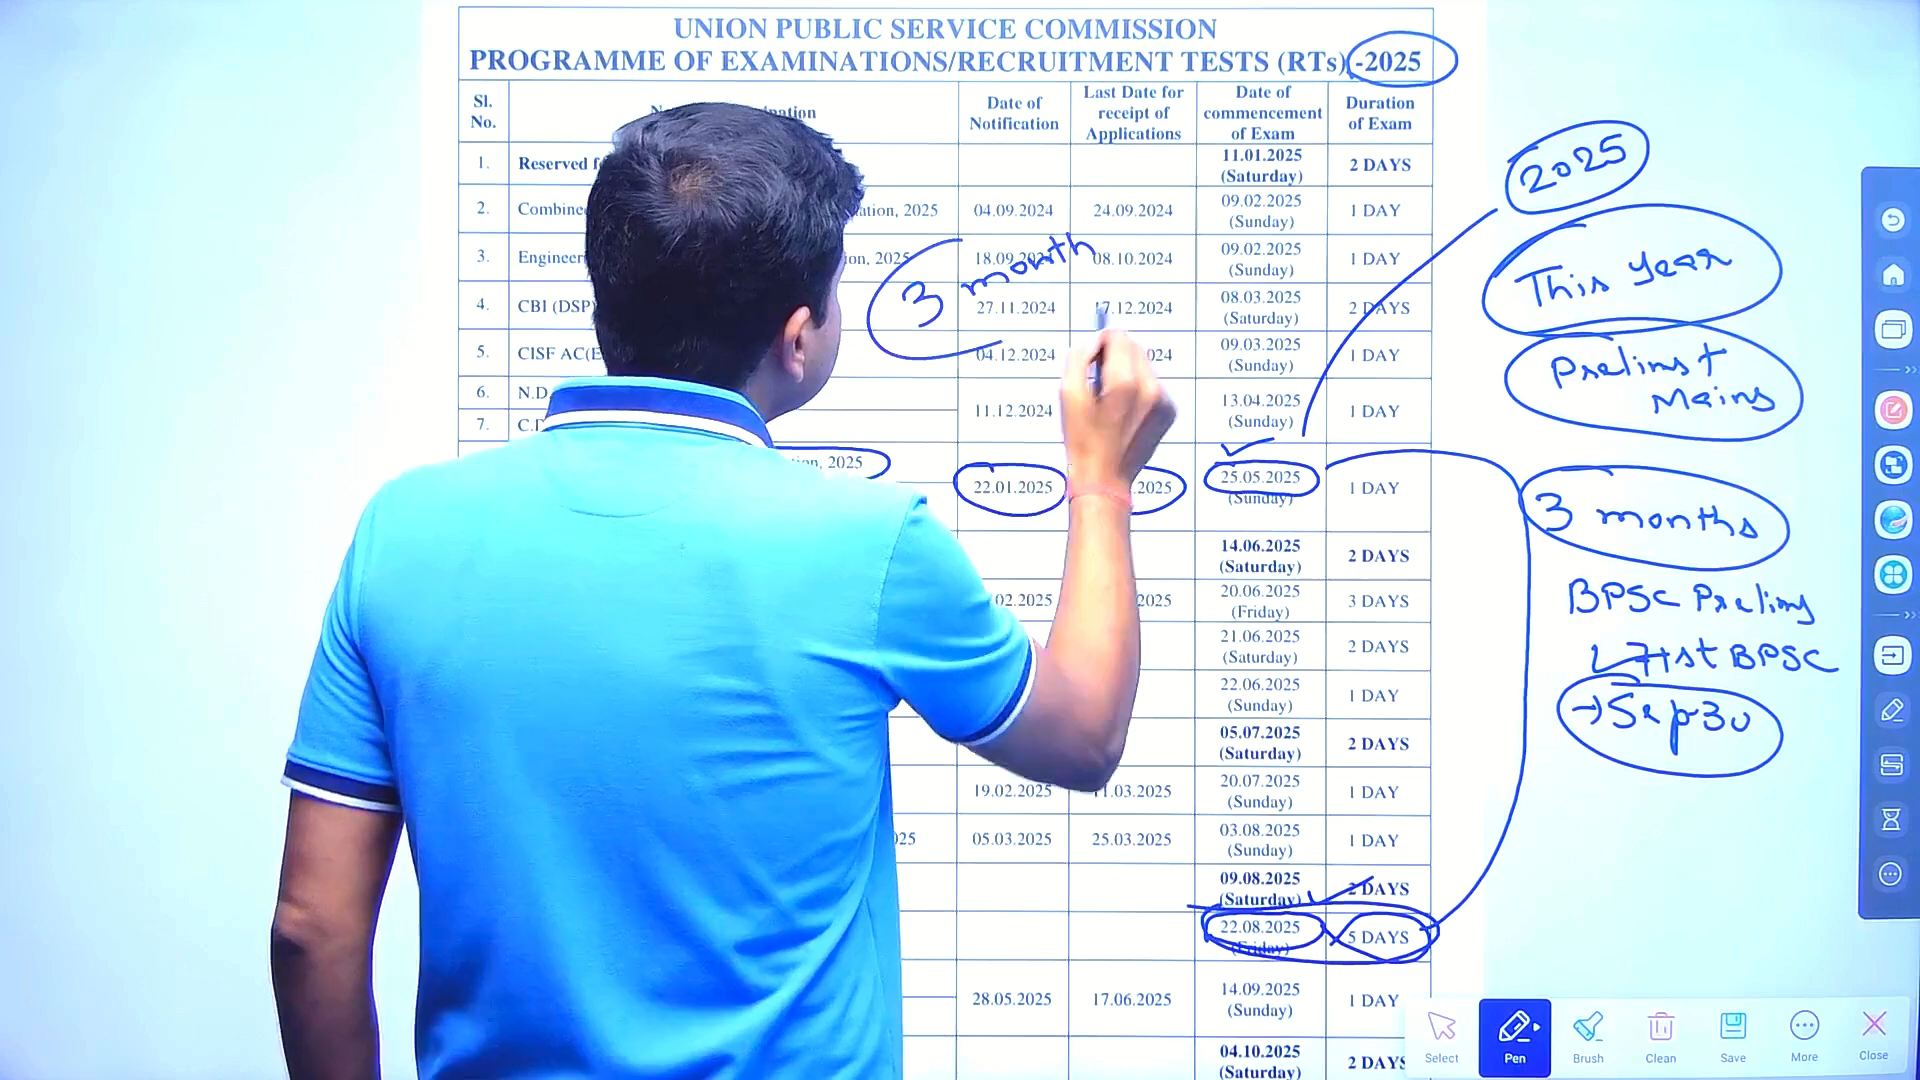 UNION PUBLIC SERVICE COMMISSION
PROGRAMME OF EXAMINATIONS/RECRUITMENT TESTS (RTs)-2025
Sl. No. Date of Notification Last Date for receipt of Applications Date of commencement of Exam Duration of Exam
1. Reserved 11.01.2025 (Saturday) 2 DAYS
2. 2025 04.09.2024 24.09.2024 09.02.2025 (Sunday) 1 DAY
3. 2025 08.10.2024 09.02.2025 (Sunday) 1 DAY
4. CBI (DSP) 27.11.2024 17.12.2024 08.03.2025 (Saturday) 2 DAYS
5. CISF 04.12.2024 09.03.2025 (Sunday) 1 DAY
6. 11.12.2024 13.04.2025 (Sunday) 1 DAY
7.
2025 22.01.2025 2025 25.05.2025 (Sunday) 1 DAY
14.06.2025 (Saturday) 2 DAYS
20.06.2025 (Friday) 3 DAYS
21.06.2025 (Saturday) 2 DAYS
22.06.2025 (Sunday) 1 DAY
05.07.2025 (Saturday) 2 DAYS
19.02.2025 11.03.2025 20.07.2025 (Sunday) 1 DAY
05.03.2025 25.03.2025 03.08.2025 (Sunday) 1 DAY
09.08.2025 (Saturday) 2 DAYS
22.08.2025 (Friday) 5 DAYS
28.05.2025 17.06.2025 14.09.2025 (Sunday) 1 DAY
04.10.2025 (Saturday) 2 DAYS
3 month
2025
This year
Prelims +
Mains
3 months
BPSC Prelims
71st BPSC
→ Sep 30
Select Pen Brush Clean Save More Close